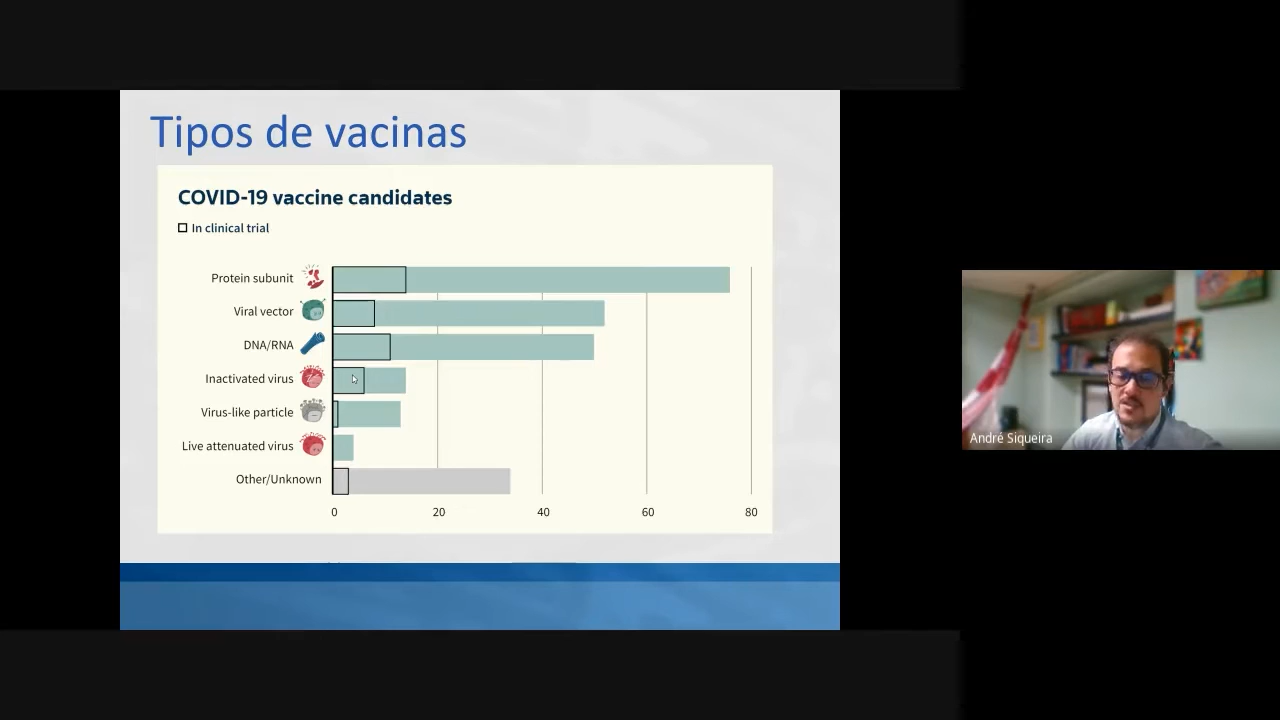 Tipos de vacinas
COVID-19 vaccine candidates
In clinical trial
Protein subunit
Viral vector
DNA/RNA
Inactivated virus
Virus-like particle
Live attenuated virus
Other/Unknown
0 20 40 60 80
André Siqueira